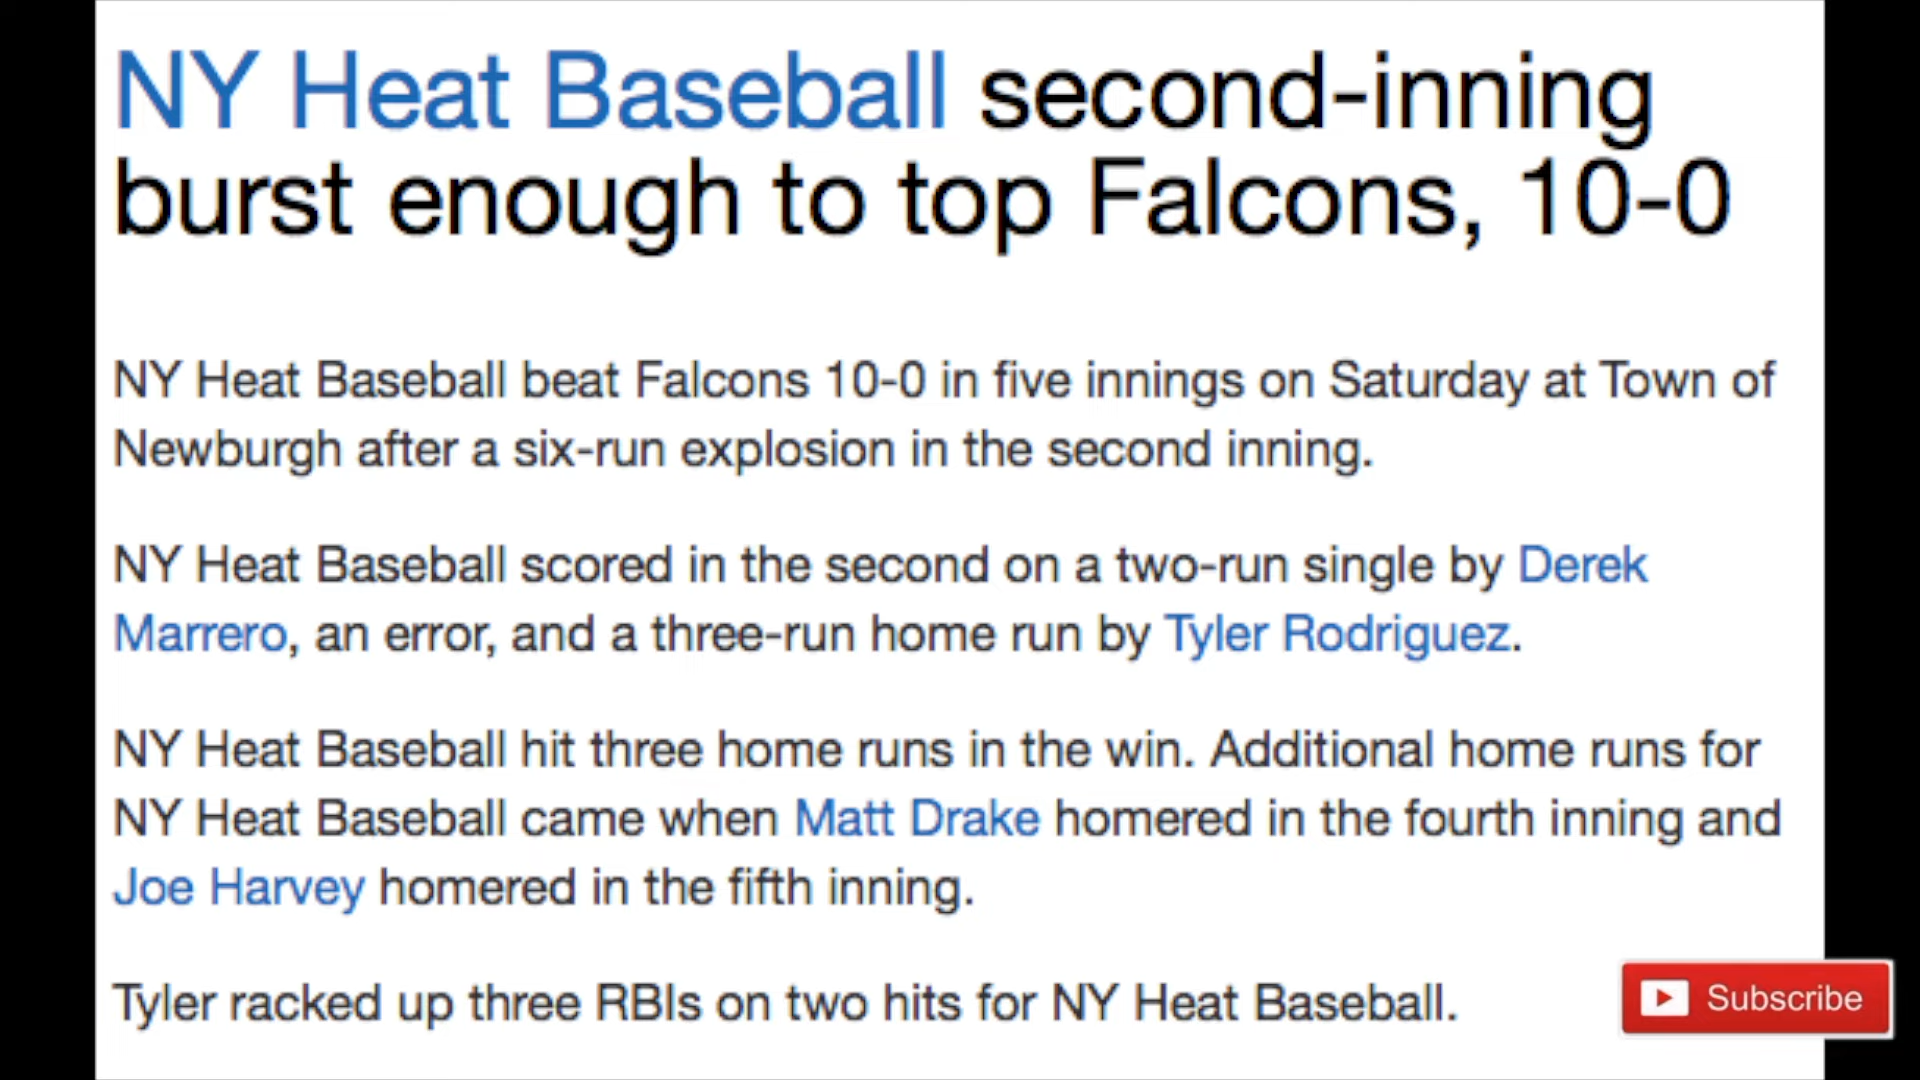 NY Heat Baseball second-inning
burst enough to top Falcons, 10-0
NY Heat Baseball beat Falcons 10-0 in five innings on Saturday at Town of
Newburgh after a six-run explosion in the second inning.
NY Heat Baseball scored in the second on a two-run single by Derek
Marrero, an error, and a three-run home run by Tyler Rodriguez.
NY Heat Baseball hit three home runs in the win. Additional home runs for
NY Heat Baseball came when Matt Drake homered in the fourth inning and
Joe Harvey homered in the fifth inning.
Tyler racked up three RBIs on two hits for NY Heat Baseball.
Subscribe